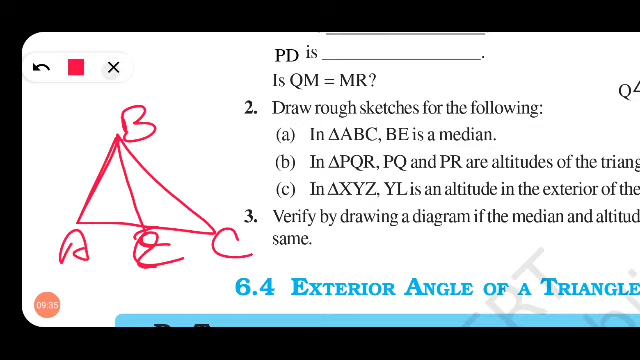 PD is ____________
Is QM = MR?
Q
2. Draw rough sketches for the following:
(a) In ΔABC, BE is a median.
(b) In ΔPQR, PQ and PR are altitudes of the triang
(c) In ΔXYZ, YL is an altitude in the exterior of the
3. Verify by drawing a diagram if the median and altitud
same.
6.4 EXTERIOR ANGLE OF A TRIANGLE
B
A E C
09:35